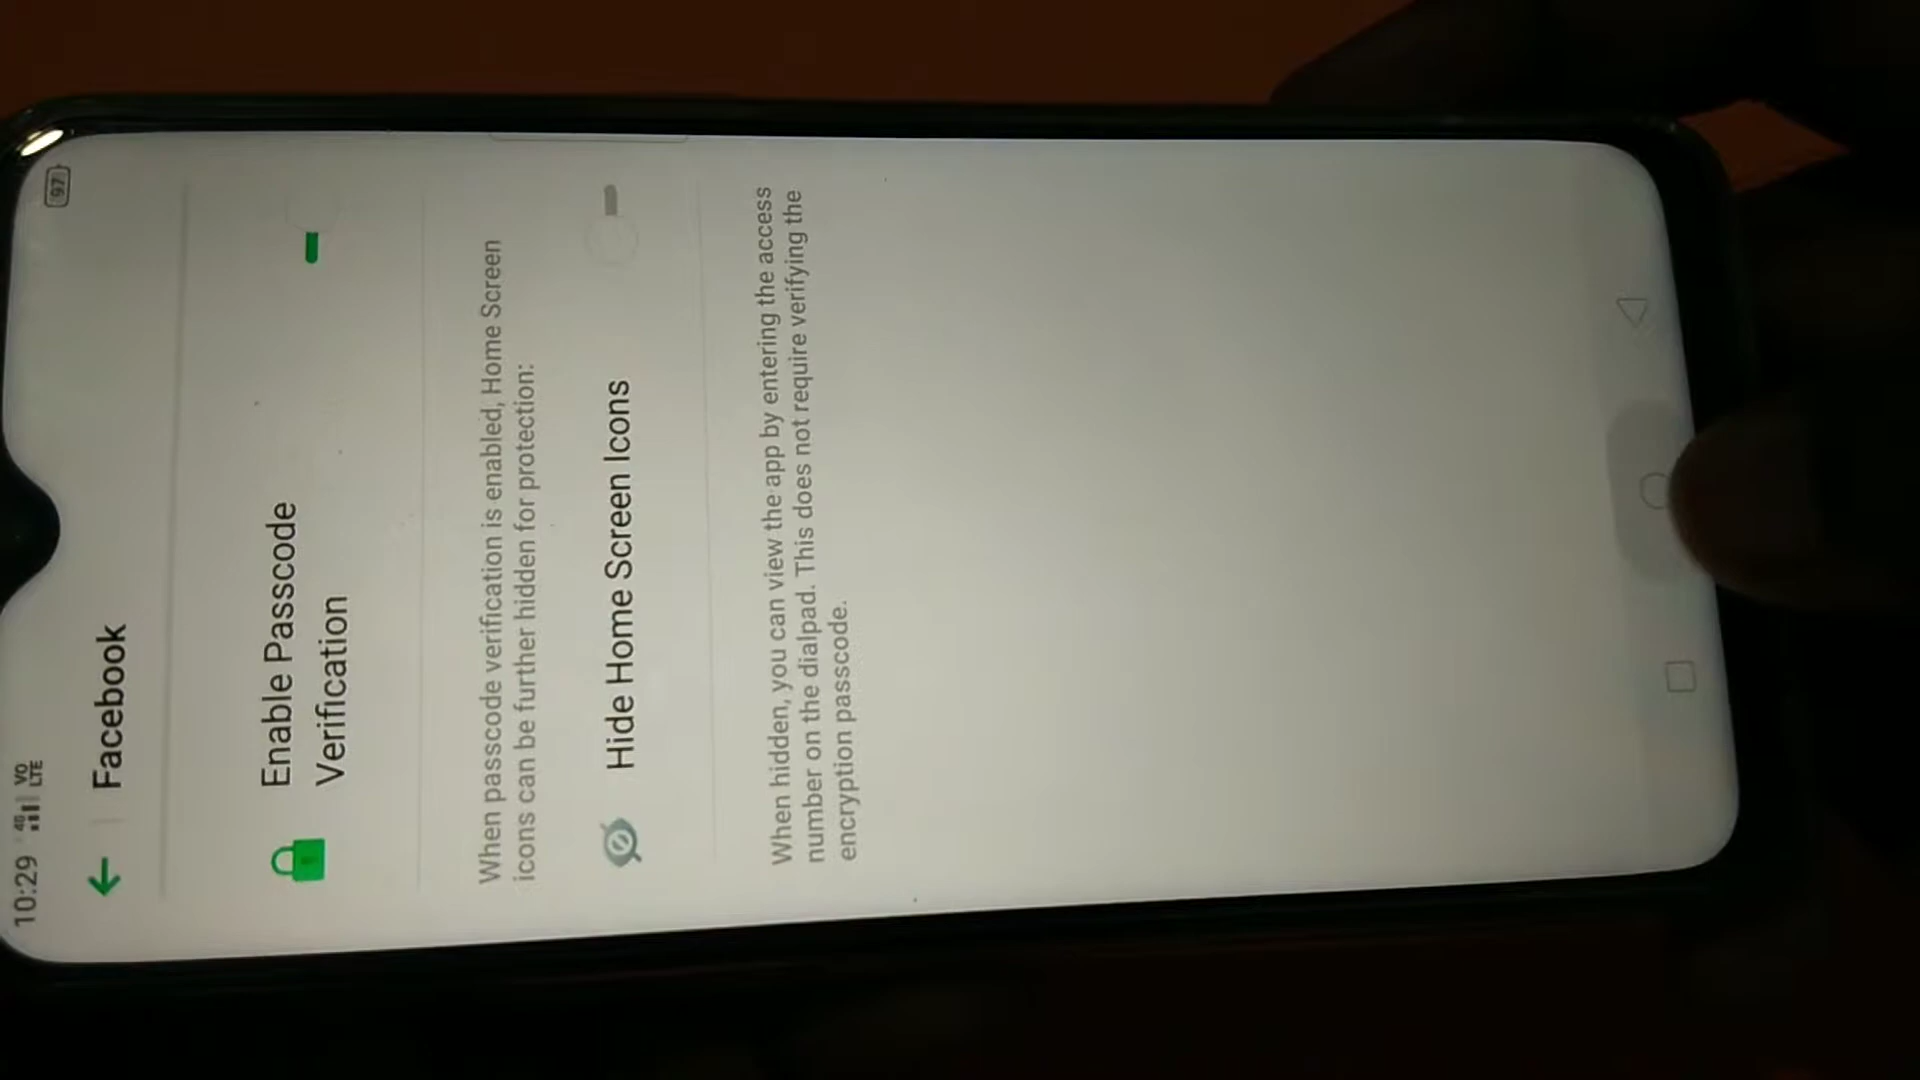 10:29 4G VO LTE 97
Facebook
Enable Passcode
Verification
When passcode verification is enabled, Home Screen
icons can be further hidden for protection:
Hide Home Screen Icons
When hidden, you can view the app by entering the access
number on the dialpad. This does not require verifying the
encryption passcode.